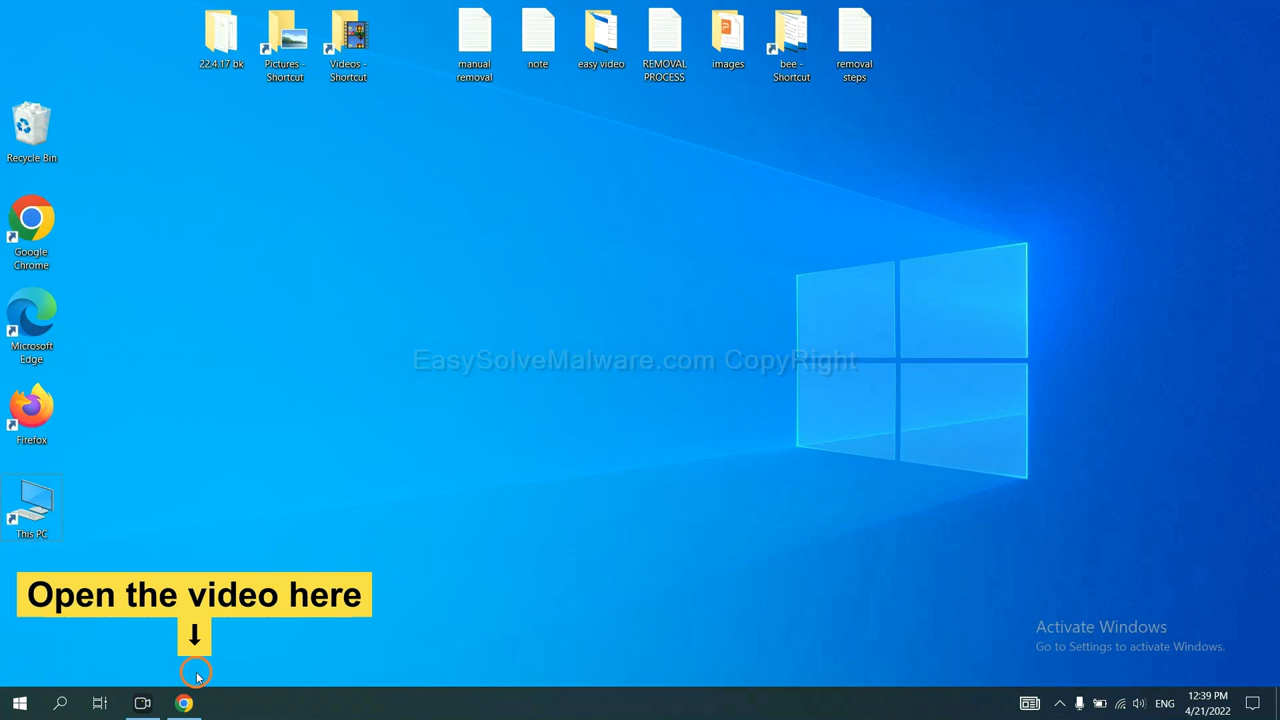 22.4.17 bk
Pictures -
Shortcut
Videos -
Shortcut
manual
removal
note
easy video
REMOVAL
PROCESS
images
bee -
Shortcut
removal
steps
Recycle Bin
Google
Chrome
Microsoft
Edge
Firefox
This PC
EasySolveMalware.com CopyRight
Open the video here
Activate Windows
Go to Settings to activate Windows.
ENG
12:39 PM
4/21/2022